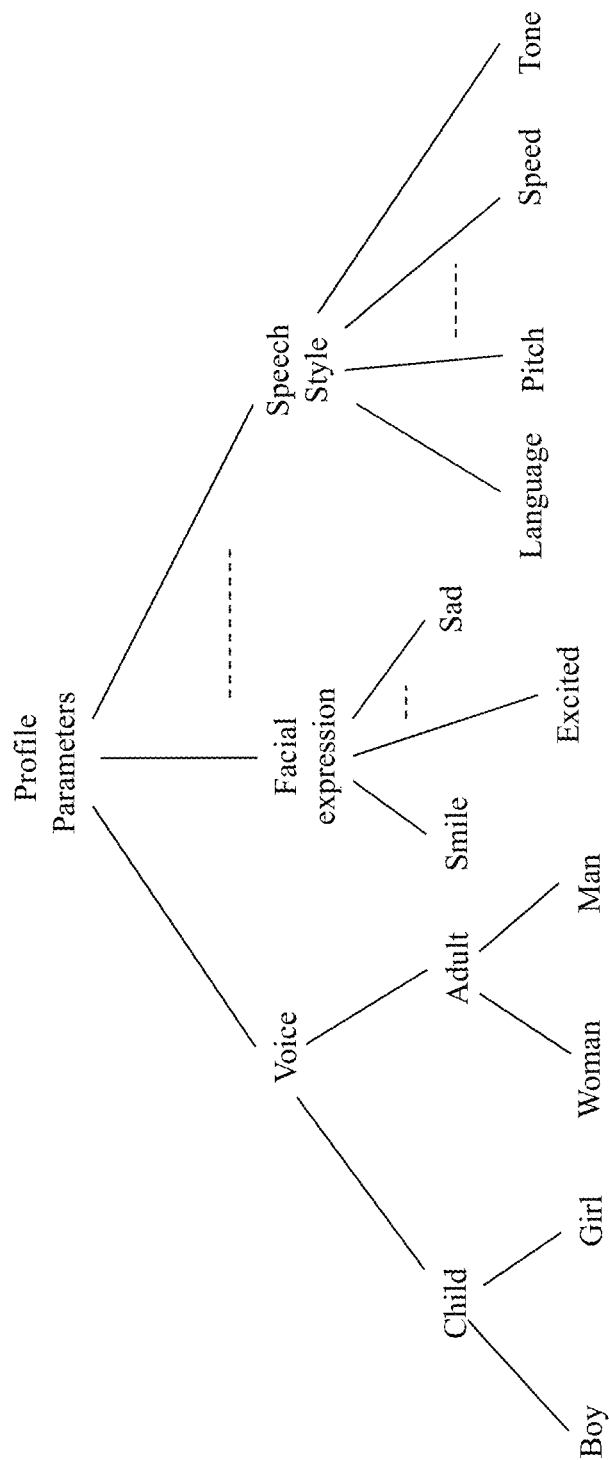 Profile
Parameters
Voice
Facial
expression
Speech
Style
Child
Adult
Smile
Excited
Sad
Language
Pitch
Speed
Tone
Boy
Girl
Woman
Man